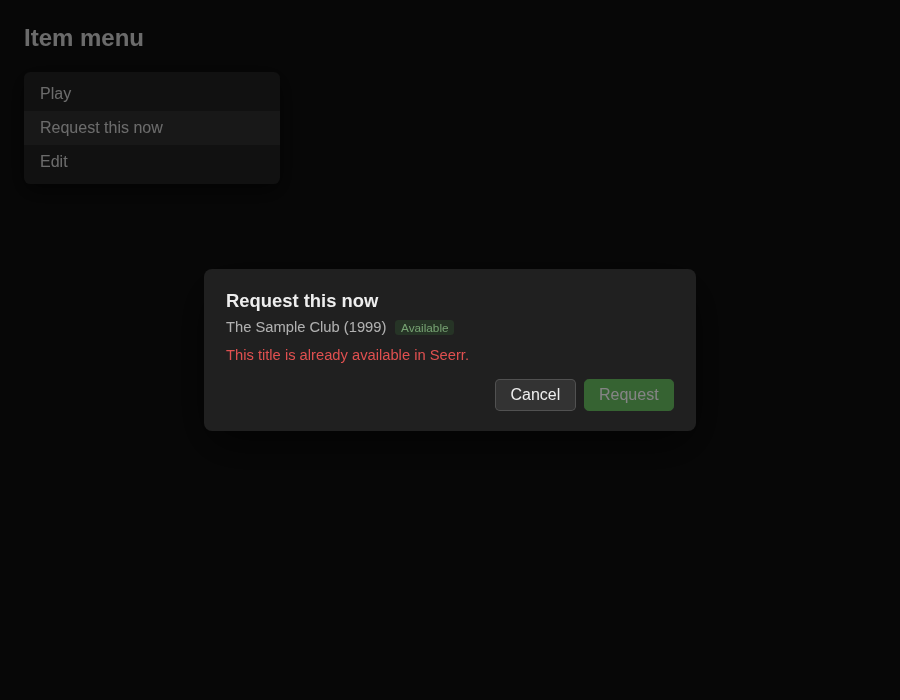 Item menu
Play
Request this now
Edit
Request this now
The Sample Club (1999) Available
This title is already available in Seerr.
Cancel Request